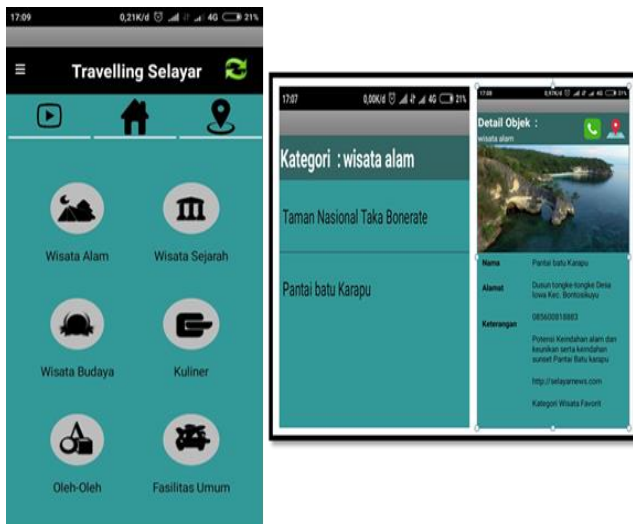 17:09 0,21K/d 4G 21%
Travelling Selayar
Wisata Alam Wisata Sejarah
Wisata Budaya Kuliner
Oleh-Oleh Fasilitas Umum
17:07 0,00K/d 4G 21%
Kategori : wisata alam
Taman Nasional Taka Bonerate
Pantai batu Karapu
17:08 4G 21%
Detail Objek :
wisata alam
Nama Pantai batu Karapu
Alamat Dusun tongke-tongke Desa
lowa Kec. Bontosikuyu
085600818883
Keterangan
Potensi Keindahan alam dan
keunikan serta keindahan
sunset Pantai Batu karapu
http://selayarnews.com
Kategori Wisata Favorit